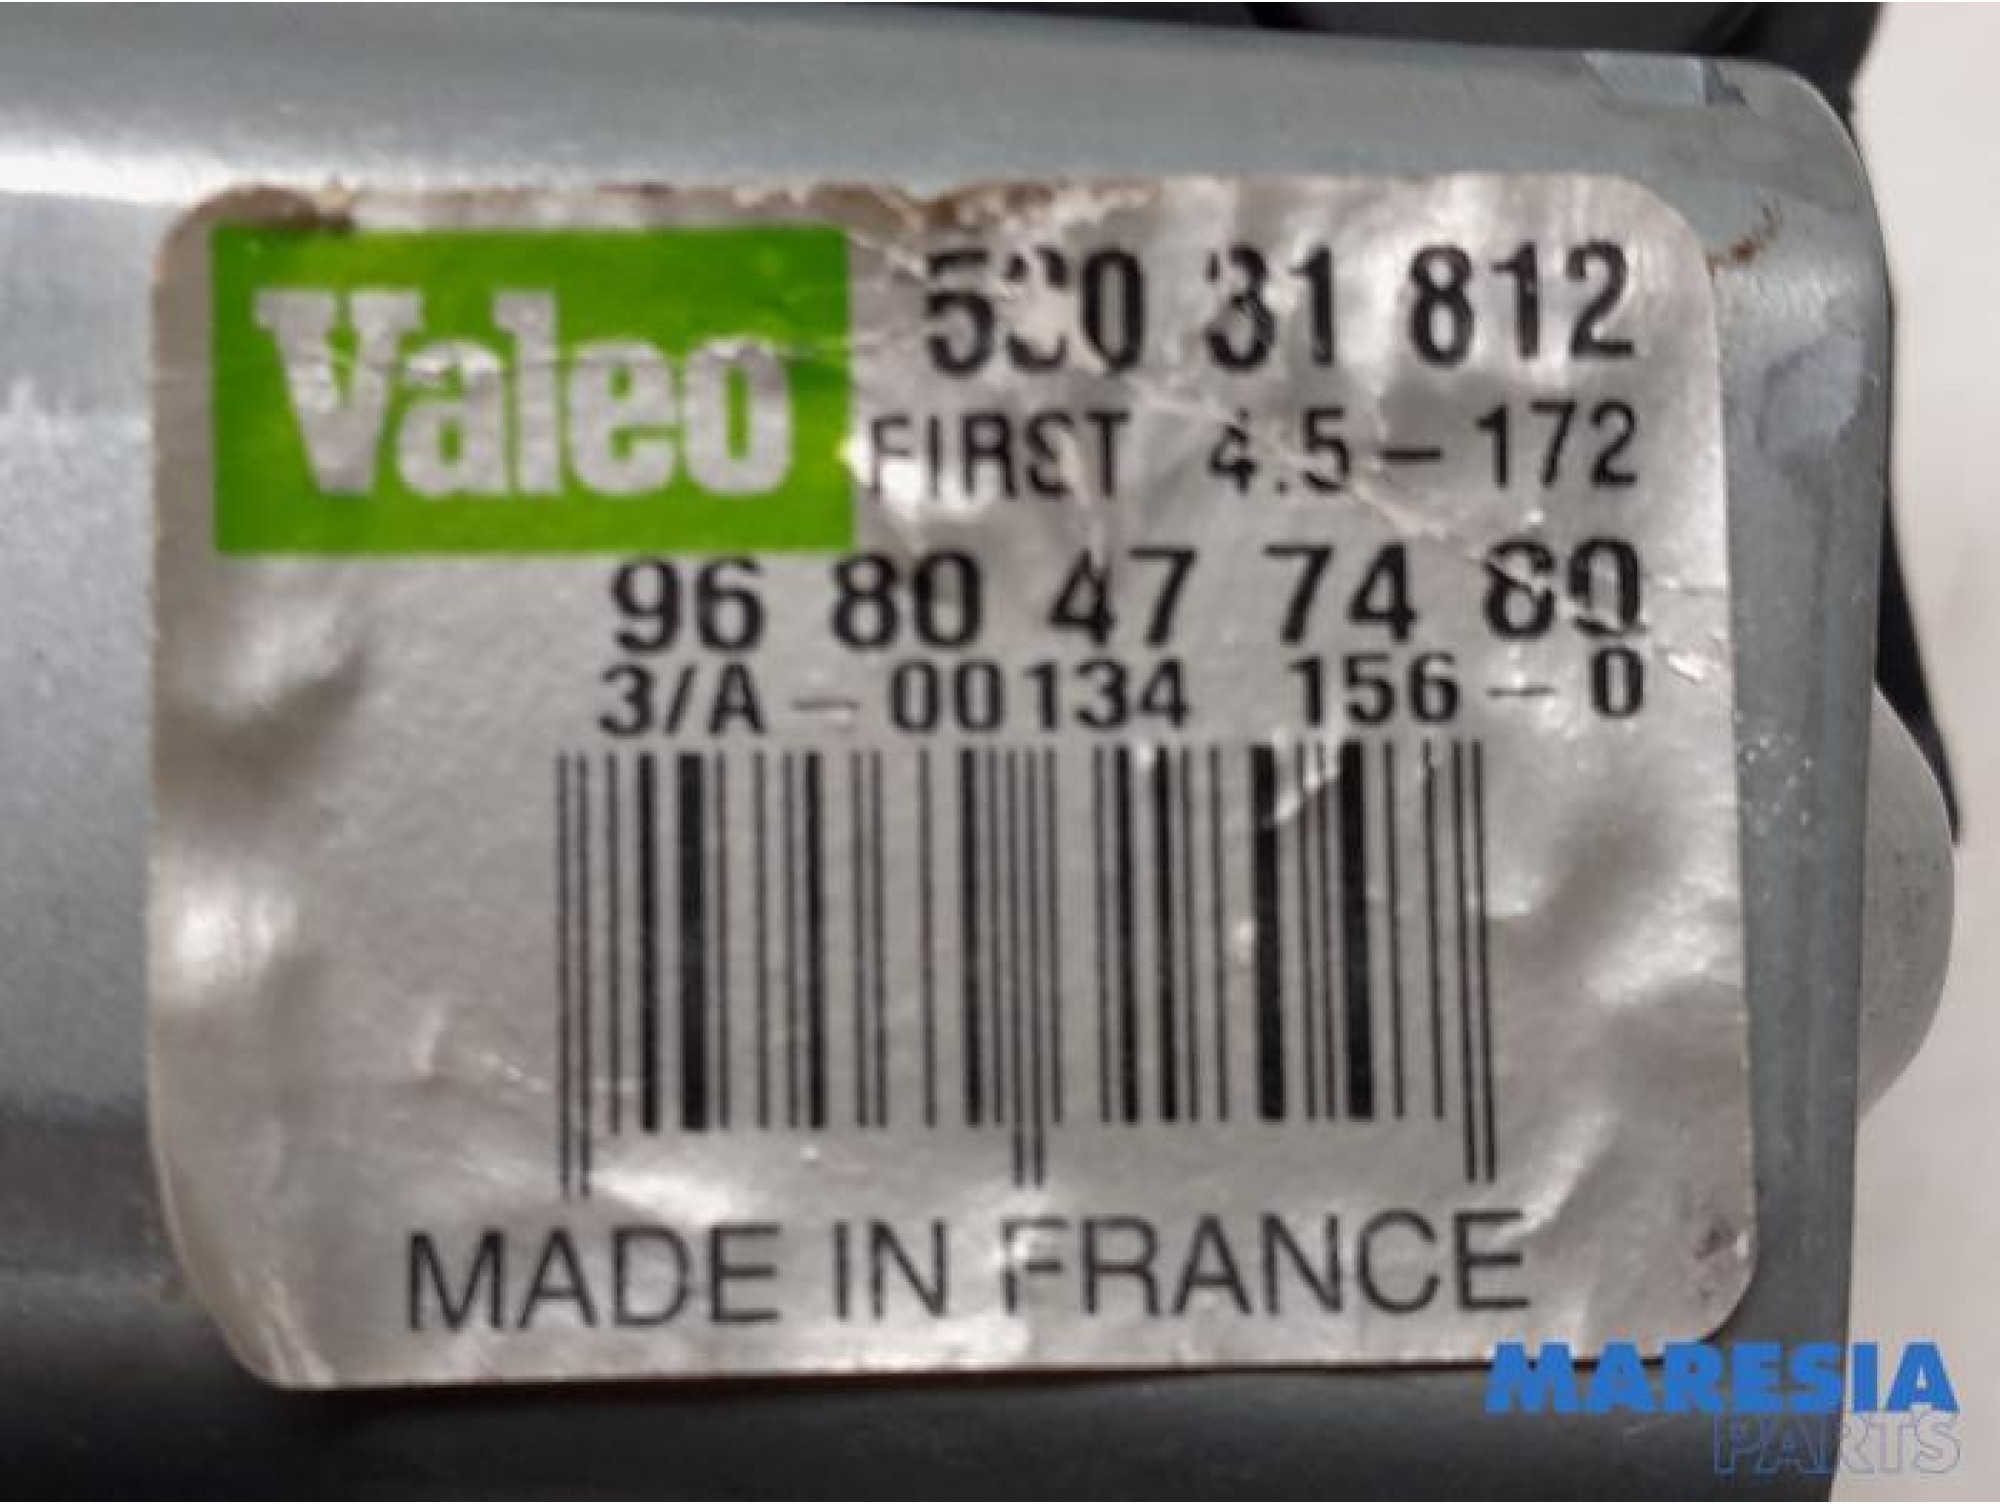 Valeo
530 31 812
FIRST 4.5-172
96 80 47 74 80
3/A-00134 156-0
MADE IN FRANCE
MARESIA
PARTS